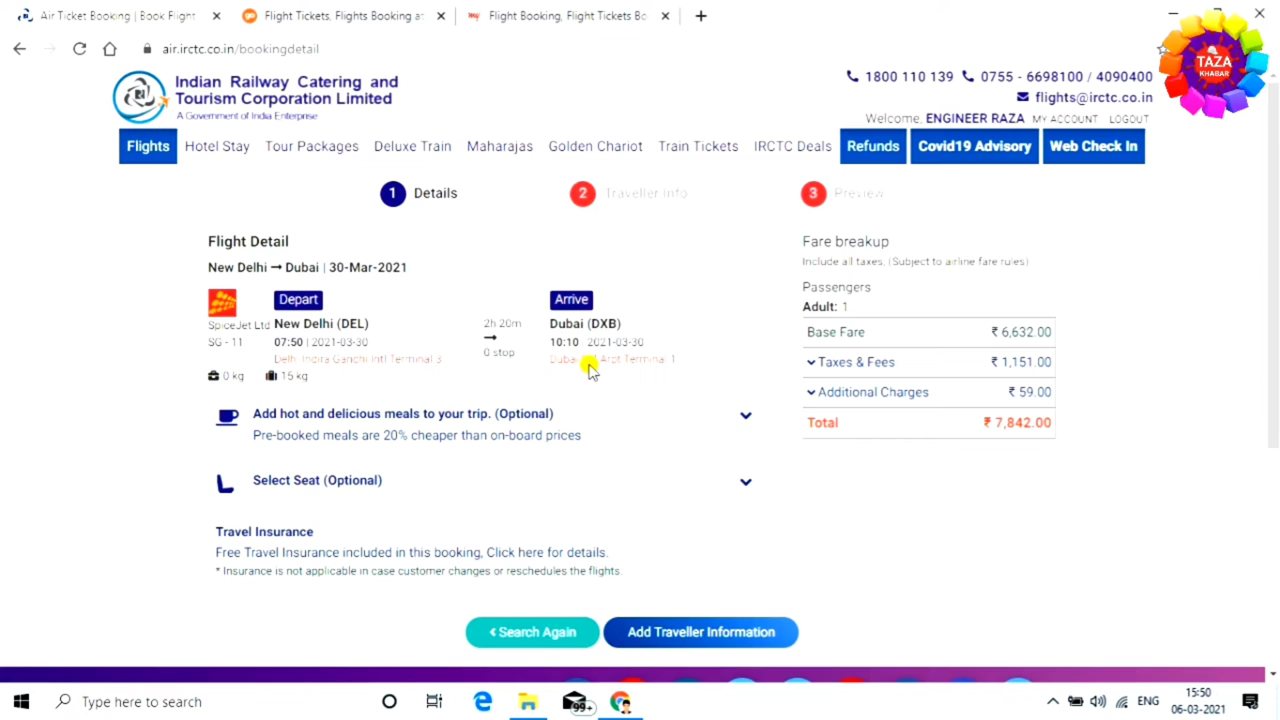 Air Ticket Booking | Book Flight
Flight Tickets, Flights Booking at
Flight Booking, Flight Tickets Bo
air.irctc.co.in/bookingdetail
TAZA
KHABAR
Indian Railway Catering and
Tourism Corporation Limited
A Government of India Enterprise
1800 110 139 0755 - 6698100 / 4090400
flights@irctc.co.in
Welcome, ENGINEER RAZA MY ACCOUNT LOGOUT
Flights Hotel Stay Tour Packages Deluxe Train Maharajas Golden Chariot Train Tickets IRCTC Deals Refunds Covid19 Advisory Web Check In
1 Details 2 Traveller Info 3 Preview
Flight Detail
New Delhi → Dubai | 30-Mar-2021
Depart
Arrive
SpiceJet Ltd
SG - 11
New Delhi (DEL)
07:50 | 2021-03-30
Delhi Indira Gandhi Intl Terminal 3
2h 20m
→
0 stop
Dubai (DXB)
10:10 2021-03-30
Dubai Arpt Terminal 1
0 kg 15 kg
Add hot and delicious meals to your trip. (Optional)
Pre-booked meals are 20% cheaper than on-board prices
Select Seat (Optional)
Travel Insurance
Free Travel Insurance included in this booking, Click here for details.
* Insurance is not applicable in case customer changes or reschedules the flights.
Fare breakup
Include all taxes, (Subject to airline fare rules)
Passengers
Adult: 1
Base Fare ₹ 6,632.00
Taxes & Fees ₹ 1,151.00
Additional Charges ₹ 59.00
Total ₹ 7,842.00
Search Again
Add Traveller Information
Type here to search
99+
ENG
15:50
06-03-2021